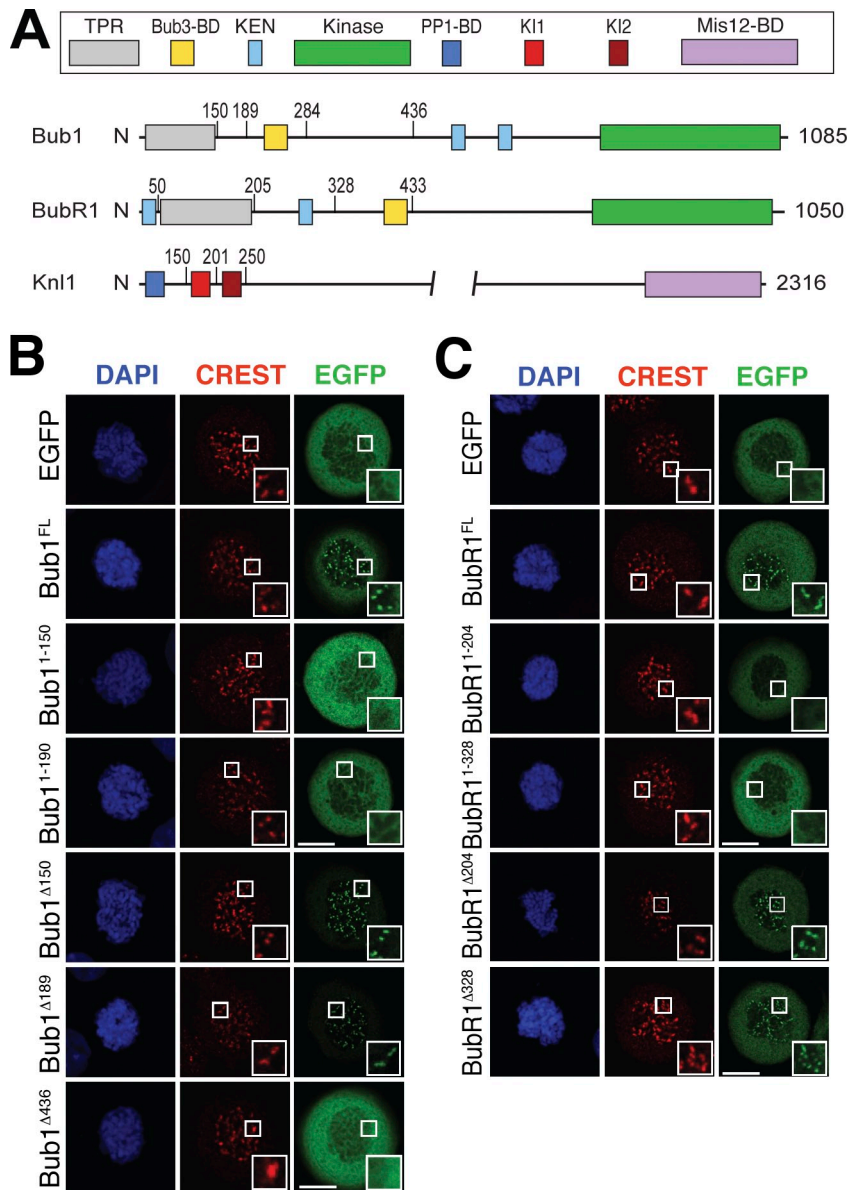 A
TPR Bub3-BD KEN Kinase PP1-BD KI1 KI2 Mis12-BD
150 189 284 436
Bub1 N 1085
50 205 328 433
BubR1 N 1050
150 201 250
Knl1 N 2316
B
DAPI CREST EGFP
EGFP
Bub1FL
Bub11-150
Bub11-190
Bub1Δ150
Bub1Δ189
Bub1Δ436
C
DAPI CREST EGFP
EGFP
BubR1FL
BubR11-204
BubR11-328
BubR1Δ204
BubR1Δ328